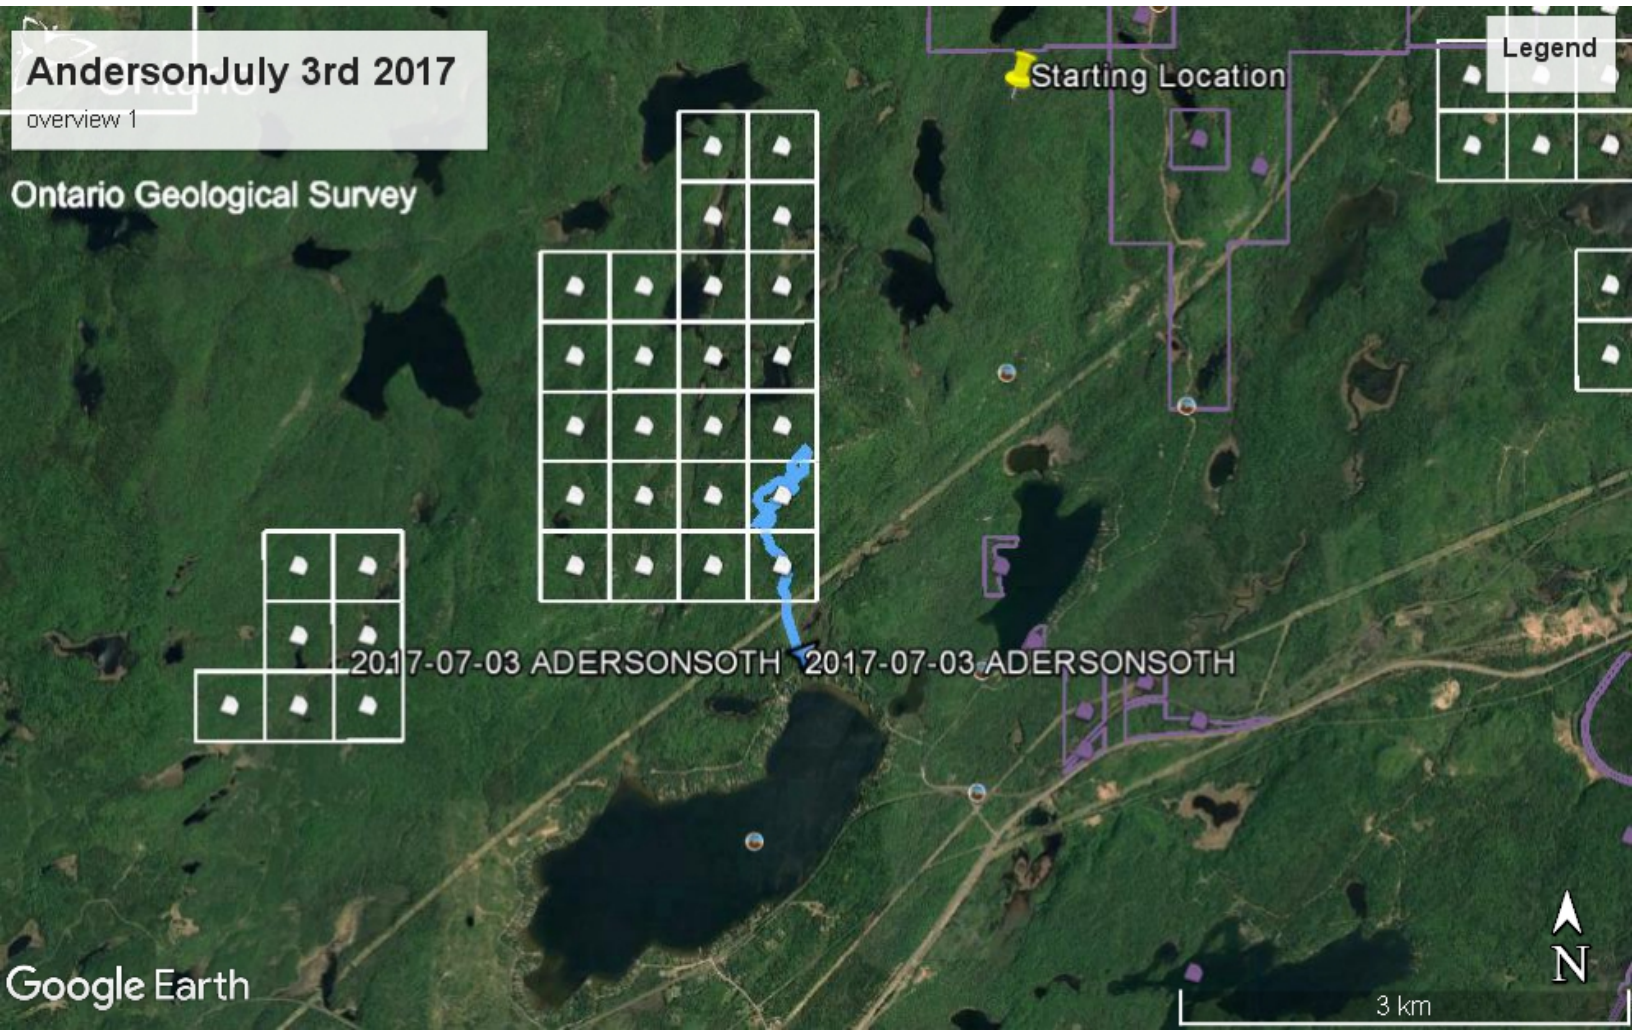 AndersonJuly 3rd 2017
overview 1
Ontario
Ontario Geological Survey
Legend
Starting Location
2017-07-03 ADERSONSOTH
2017-07-03 ADERSONSOTH
Google Earth
N
3 km